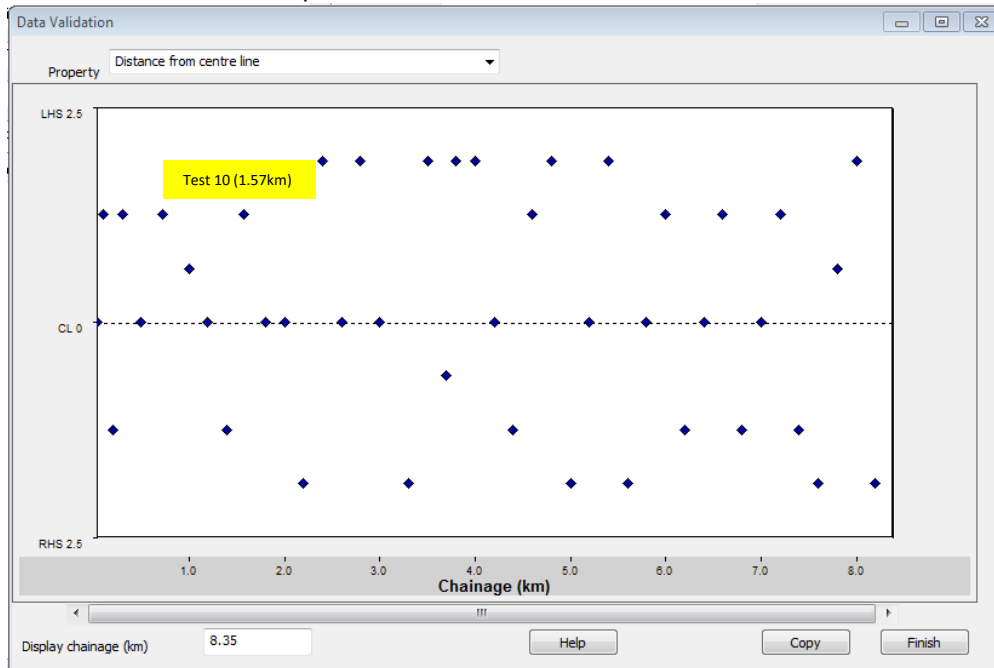 Data Validation
Property Distance from centre line
LHS 2.5
Test 10 (1.57km)
CL 0
RHS 2.5
1.0 2.0 3.0 4.0 5.0 6.0 7.0 8.0
Chainage (km)
Display chainage (km) 8.35 Help Copy Finish